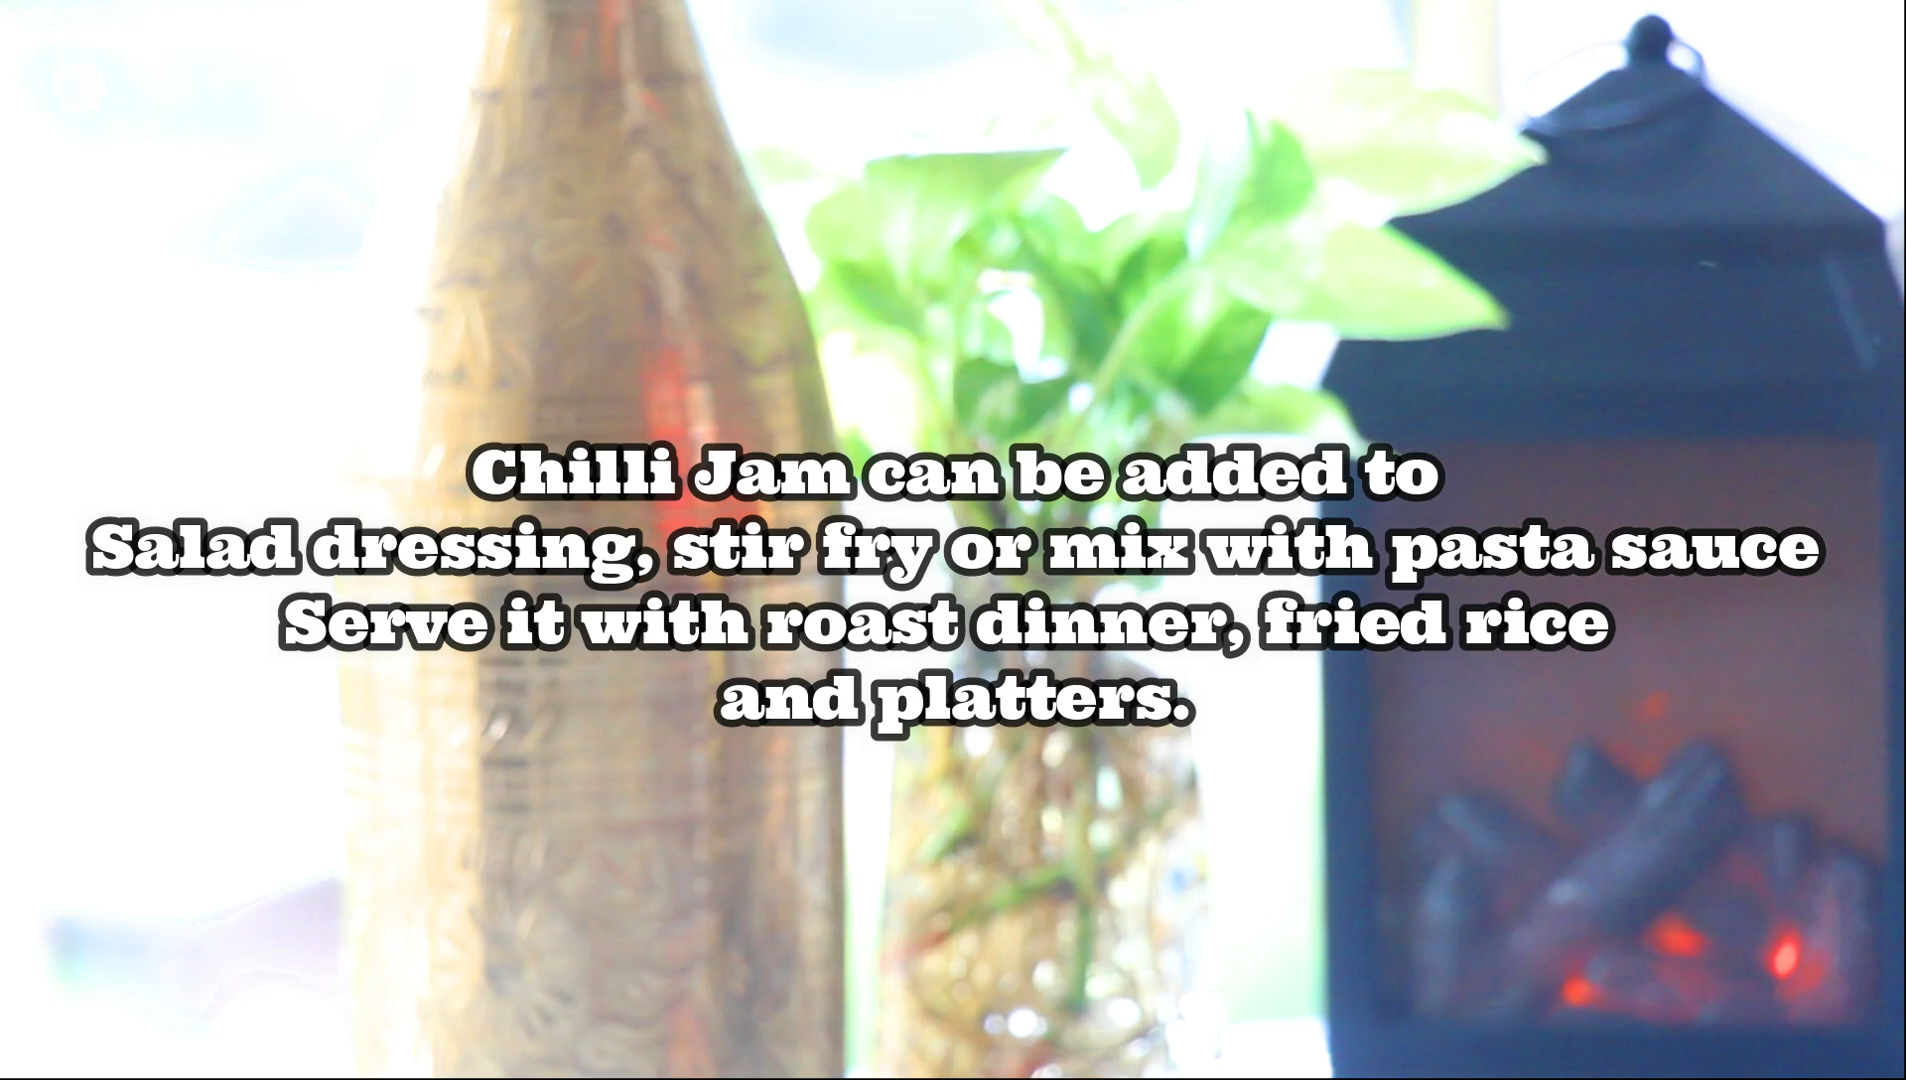 Chilli Jam can be added to
Salad dressing, stir fry or mix with pasta sauce
Serve it with roast dinner, fried rice
and platters.